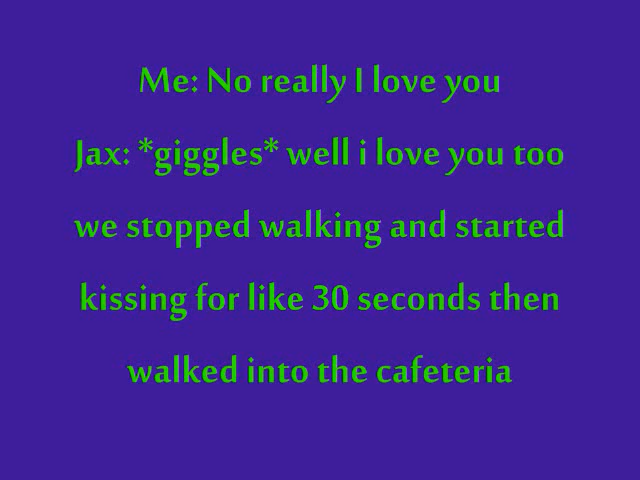 Me: No really I love you
Jax: *giggles* well i love you too
we stopped walking and started
kissing for like 30 seconds then
walked into the cafeteria